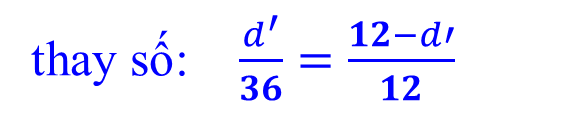 thay số: d′/36 = 12−d′/12